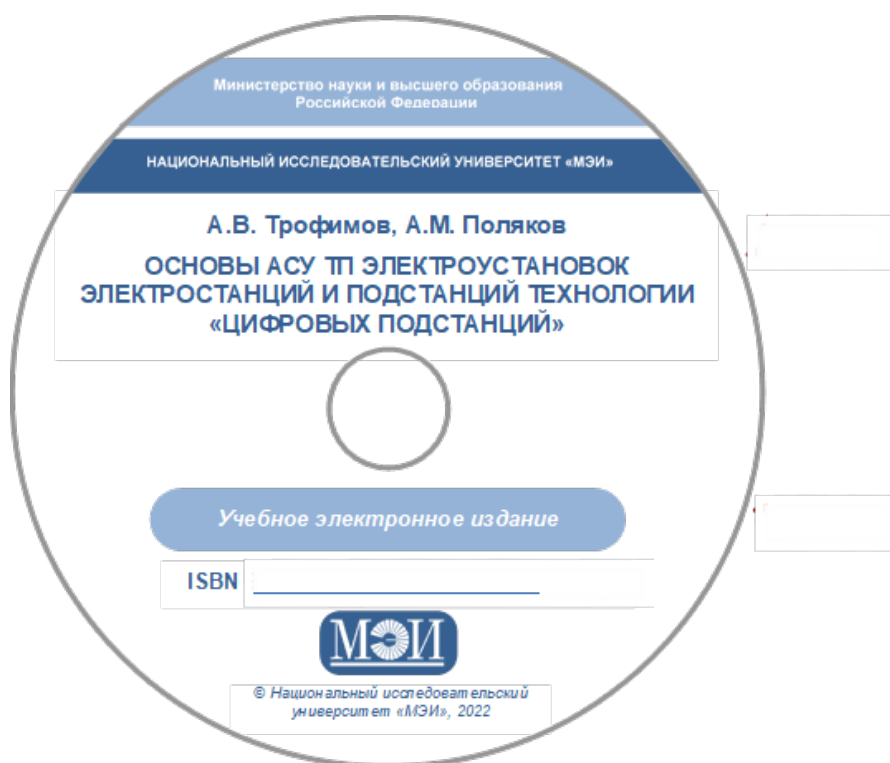 Министерство науки и высшего образования
Российской Федерации
НАЦИОНАЛЬНЫЙ ИССЛЕДОВАТЕЛЬСКИЙ УНИВЕРСИТЕТ «МЭИ»
А.В. Трофимов, А.М. Поляков
ОСНОВЫ АСУ ТП ЭЛЕКТРОУСТАНОВОК
ЭЛЕКТРОСТАНЦИЙ И ПОДСТАНЦИЙ ТЕХНОЛОГИИ
«ЦИФРОВЫХ ПОДСТАНЦИЙ»
Учебное электронное издание
ISBN
МЭИ
© Национальный исследовательский
университет «МЭИ», 2022